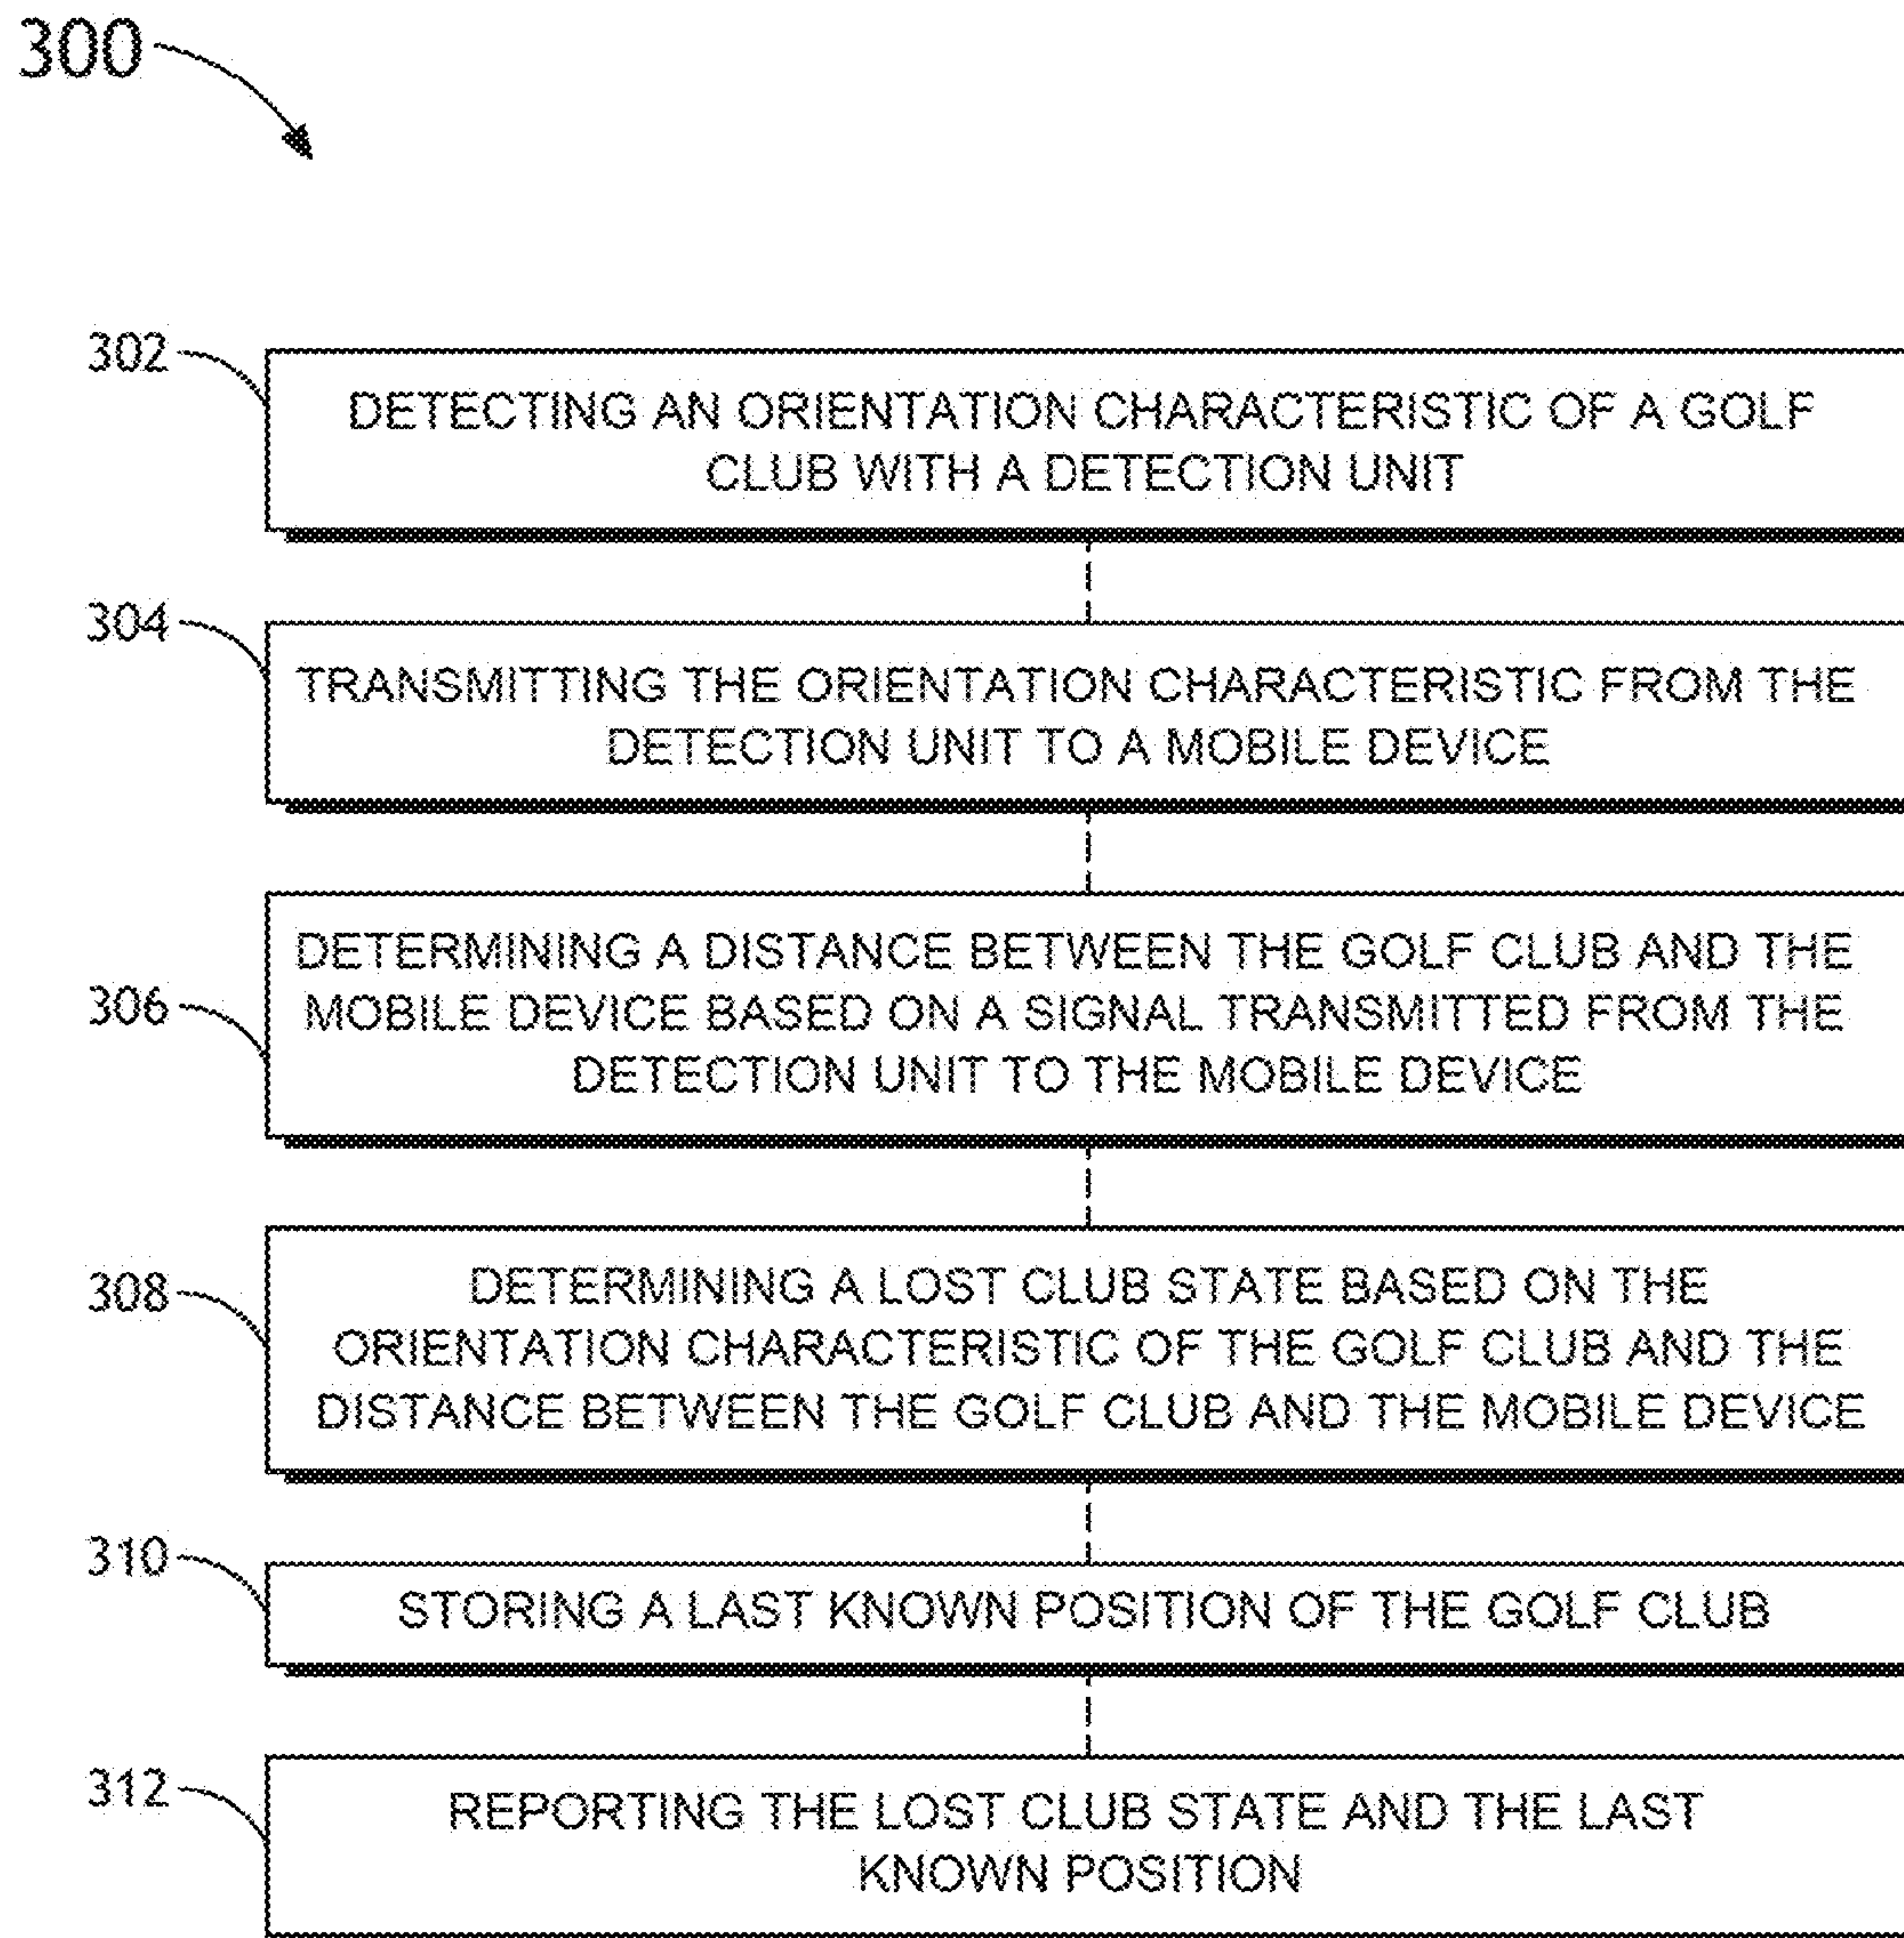 300
302
DETECTING AN ORIENTATION CHARACTERISTIC OF A GOLF
CLUB WITH A DETECTION UNIT
304
TRANSMITTING THE ORIENTATION CHARACTERISTIC FROM THE
DETECTION UNIT TO A MOBILE DEVICE
306
DETERMINING A DISTANCE BETWEEN THE GOLF CLUB AND THE
MOBILE DEVICE BASED ON A SIGNAL TRANSMITTED FROM THE
DETECTION UNIT TO THE MOBILE DEVICE
308
DETERMINING A LOST CLUB STATE BASED ON THE
ORIENTATION CHARACTERISTIC OF THE GOLF CLUB AND THE
DISTANCE BETWEEN THE GOLF CLUB AND THE MOBILE DEVICE
310
STORING A LAST KNOWN POSITION OF THE GOLF CLUB
312
REPORTING THE LOST CLUB STATE AND THE LAST
KNOWN POSITION